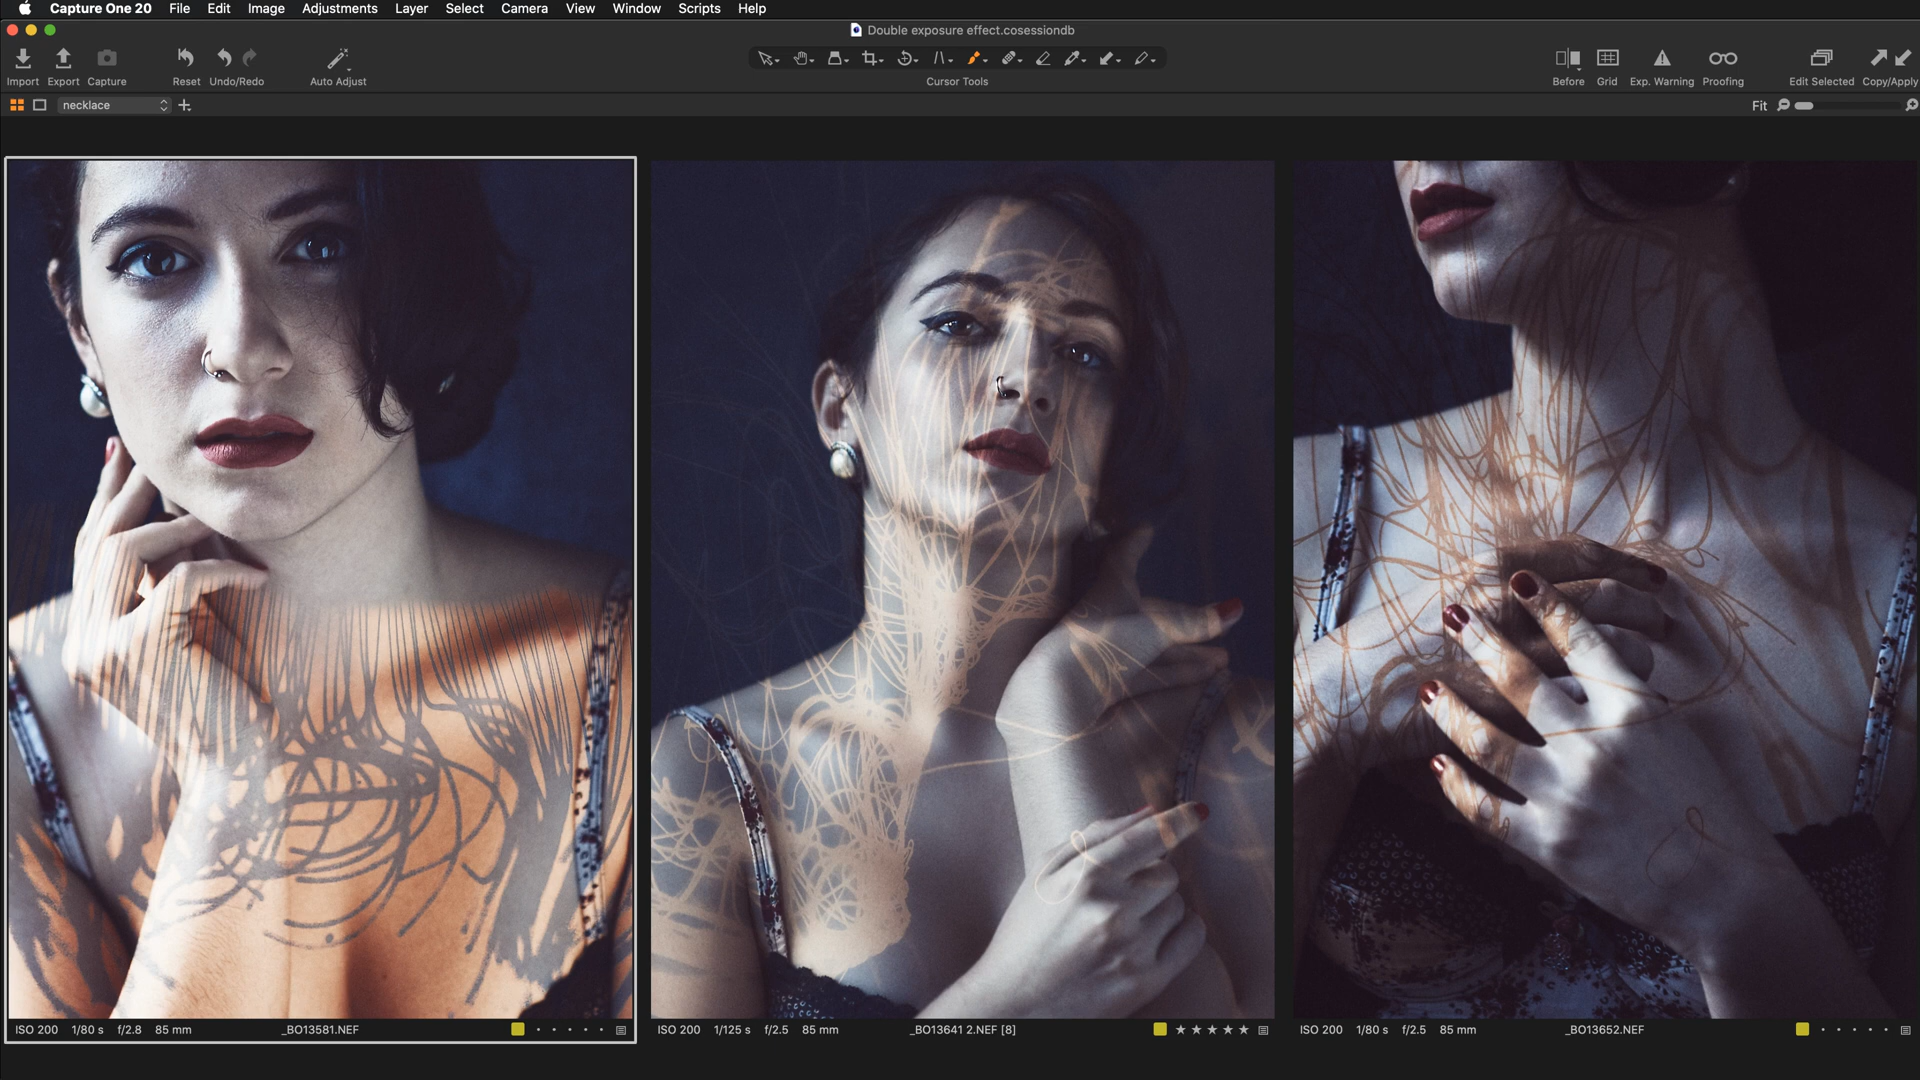 Capture One 20 File Edit Image Adjustments Layer Select Camera View Window Scripts Help
Double exposure effect.cosessiondb
Import Export Capture Reset Undo/Redo Auto Adjust Cursor Tools Before Grid Exp. Warning Proofing Edit Selected Copy/Apply
necklace Fit
ISO 200 1/80 s f/2.8 85 mm _BO13581.NEF
ISO 200 1/125 s f/2.5 85 mm _BO13641 2.NEF [8]
ISO 200 1/80 s f/2.5 85 mm _BO13652.NEF